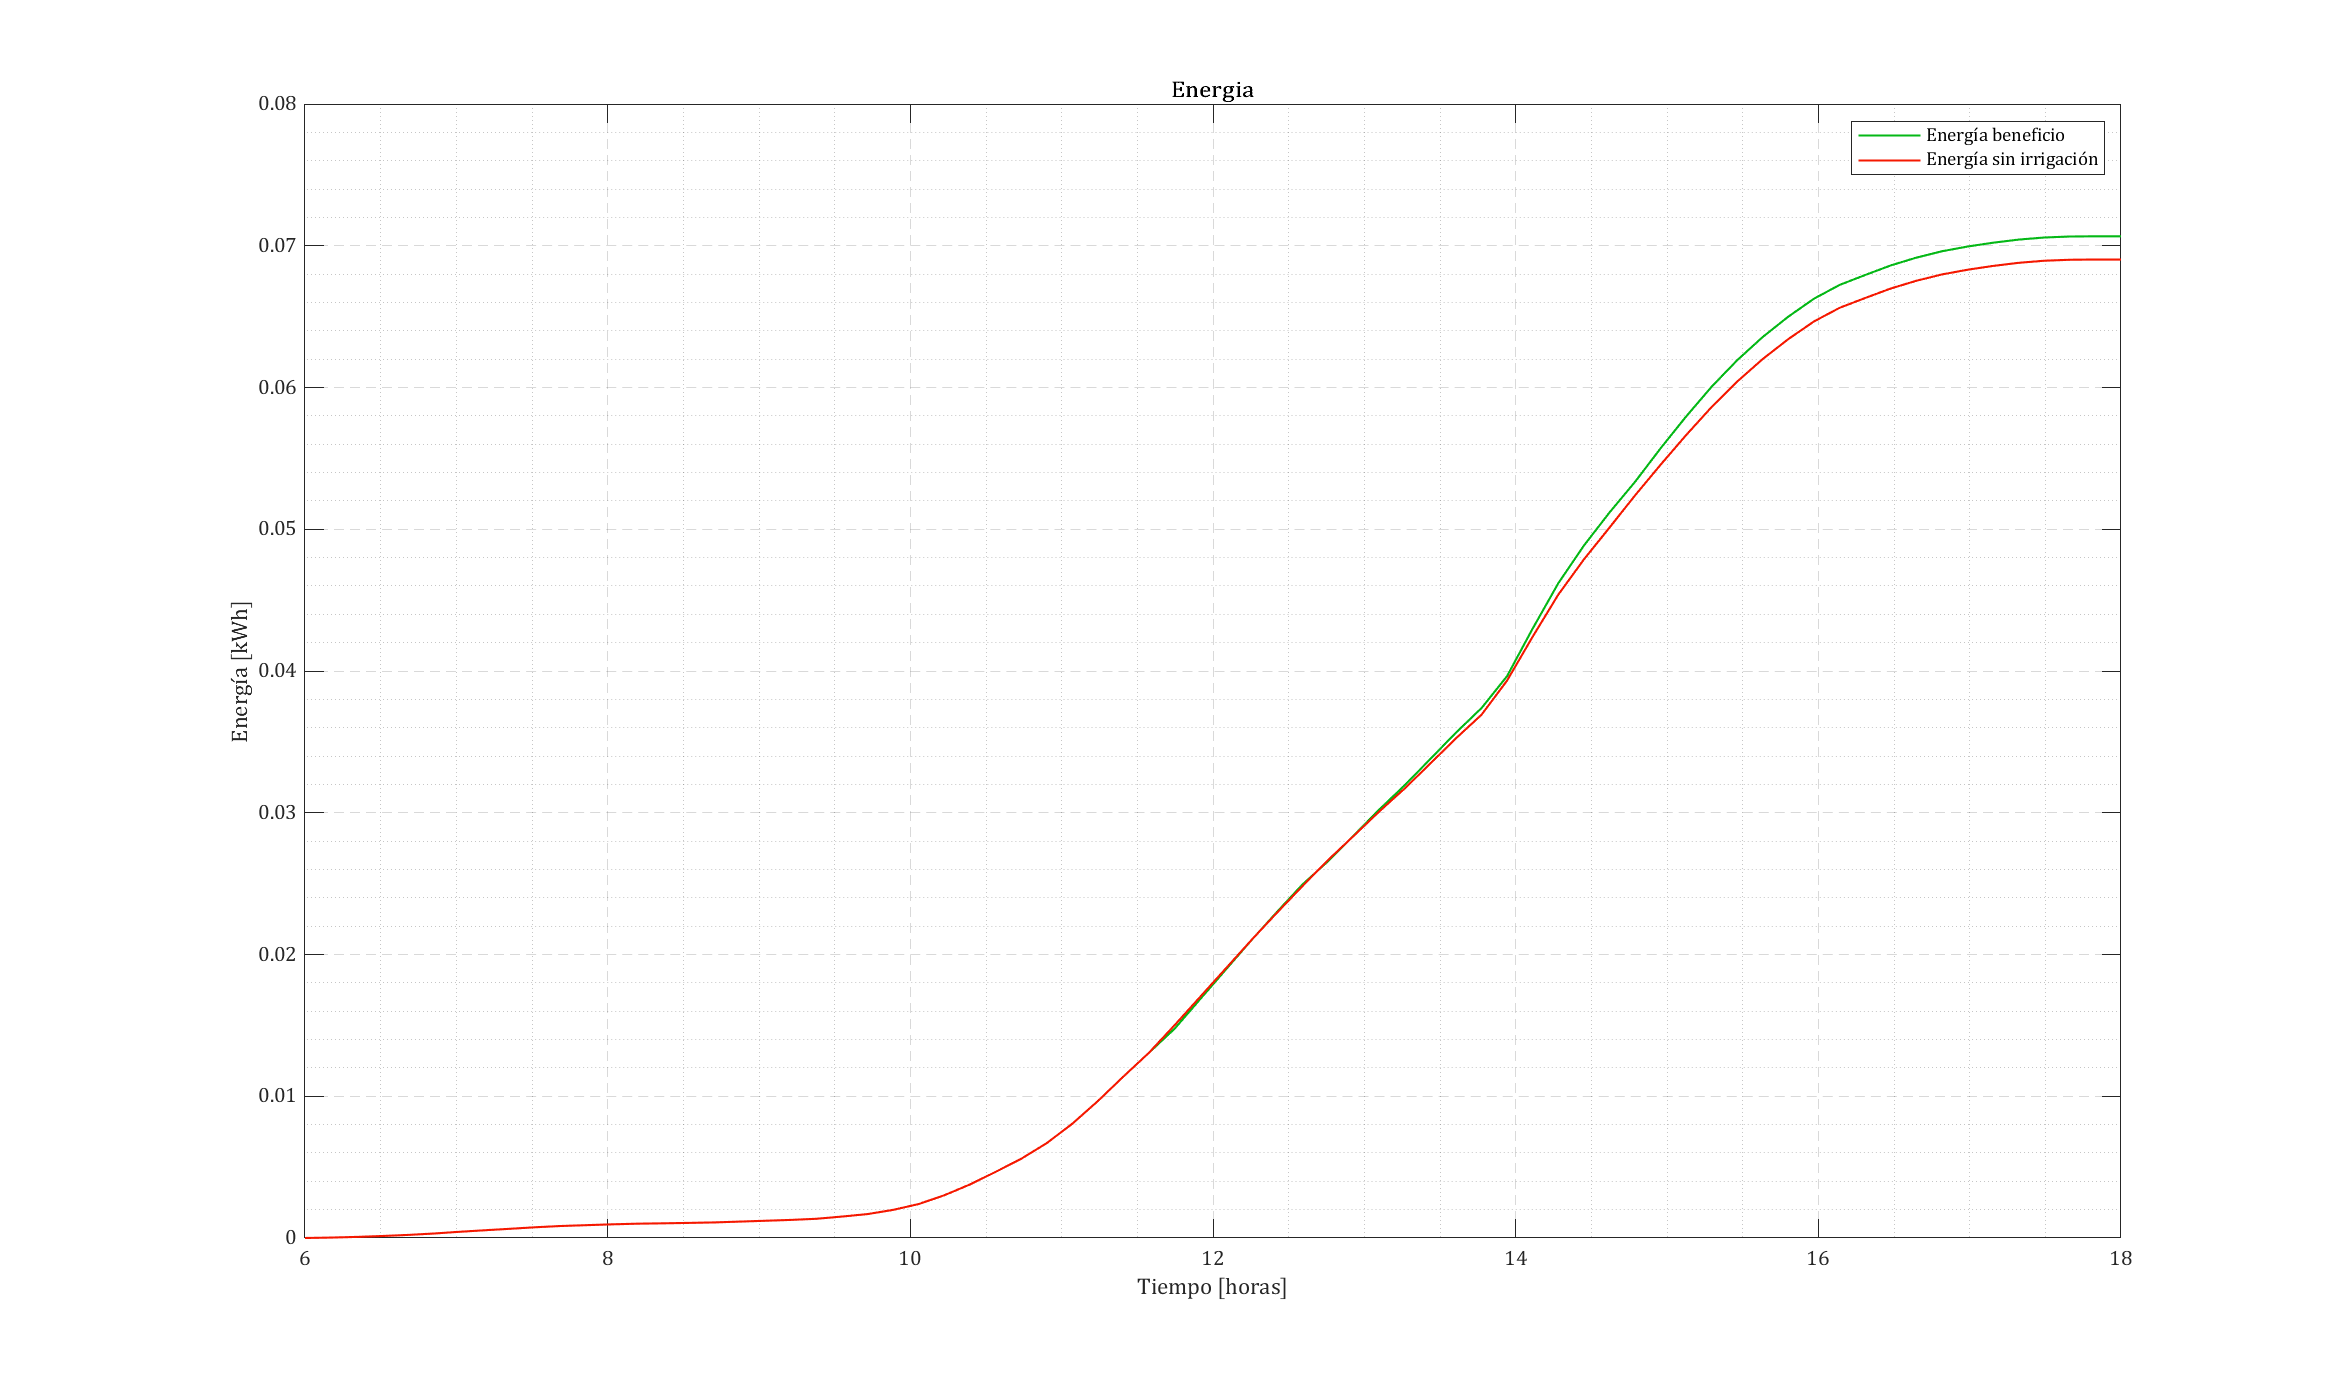 Energia
0.08
0.07
0.06
0.05
0.04
0.03
0.02
0.01
0
Energía [kWh]
Energía beneficio
Energía sin irrigación
6 8 10 12 14 16 18
Tiempo [horas]